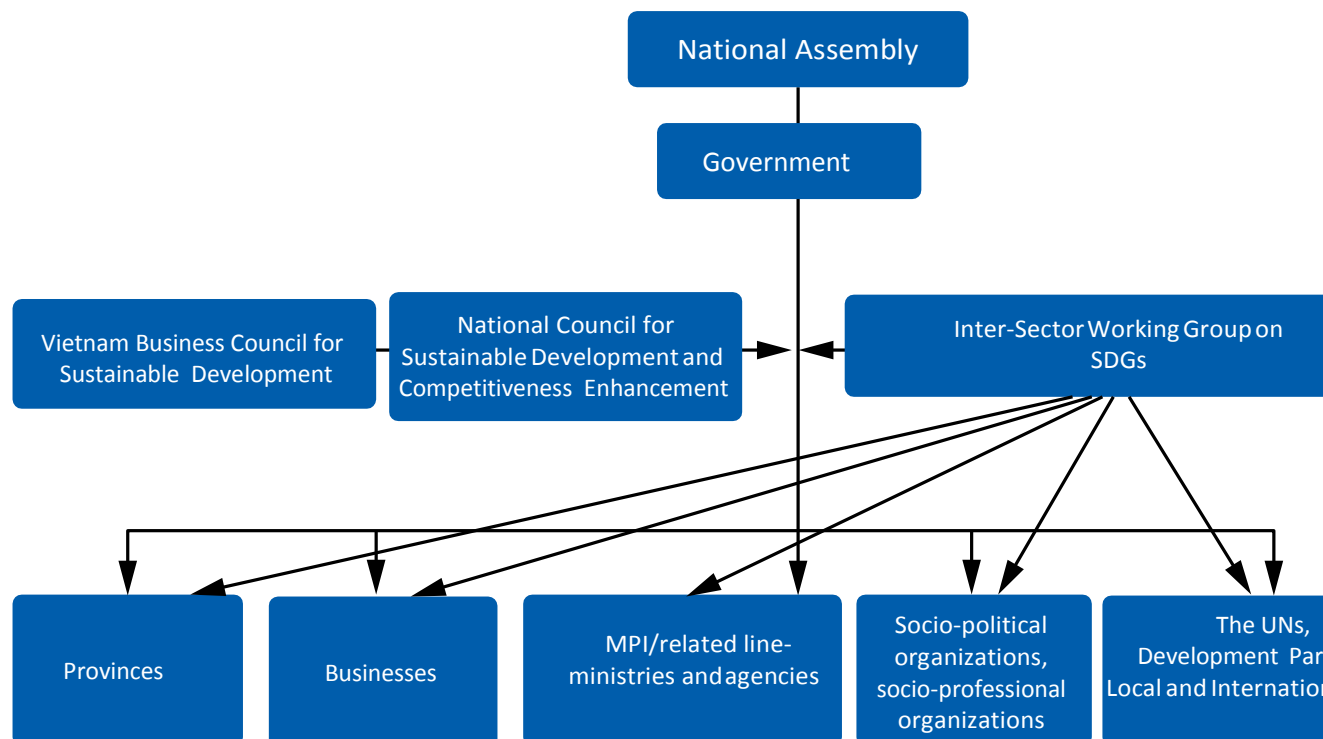 National Assembly
Government
Vietnam Business Council for
Sustainable Development
National Council for
Sustainable Development and
Competitiveness Enhancement
Inter-Sector Working Group on
SDGs
Provinces
Businesses
MPI/related line-
ministries and agencies
Socio-political
organizations,
socio-professional
organizations
The UNs,
Development
Local and